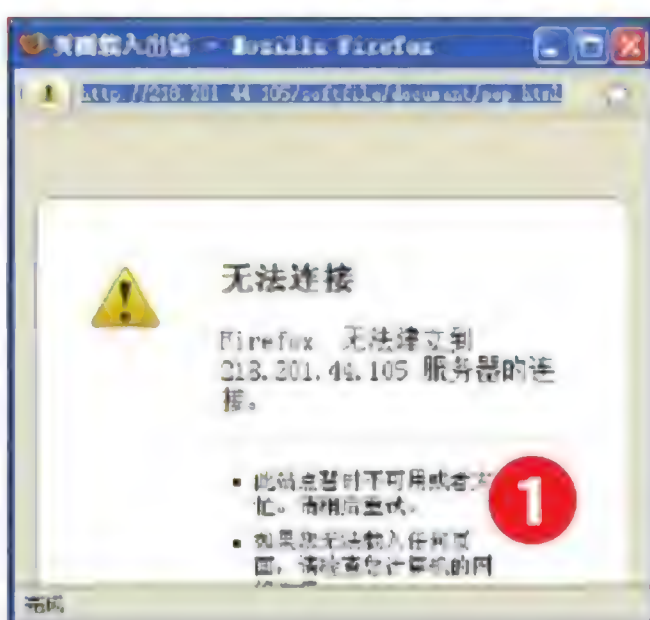 页面载入出错 - Mozilla Firefox
http://218.201.44.105/softfile/document/pop.html
无法连接
Firefox 无法建立到
218.201.44.105 服务器的连
接。
此站点暂时不可用或者太
忙。请稍后重试。
如果您无法载入任何页
面，请检查您计算机的网
1
完成